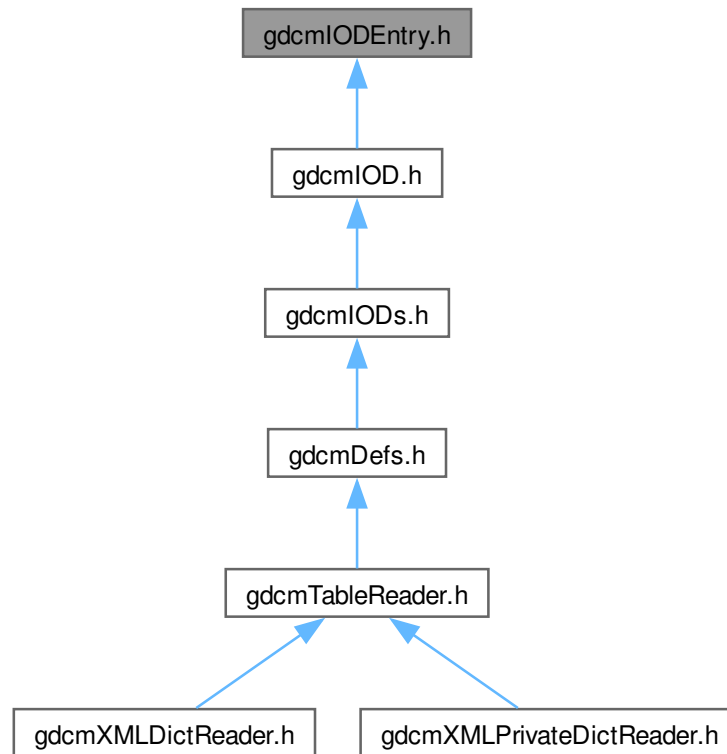 gdcmIODEntry.h
gdcmIOD.h
gdcmIODs.h
gdcmDefs.h
gdcmTableReader.h
gdcmXMLDictReader.h
gdcmXMLPrivateDictReader.h